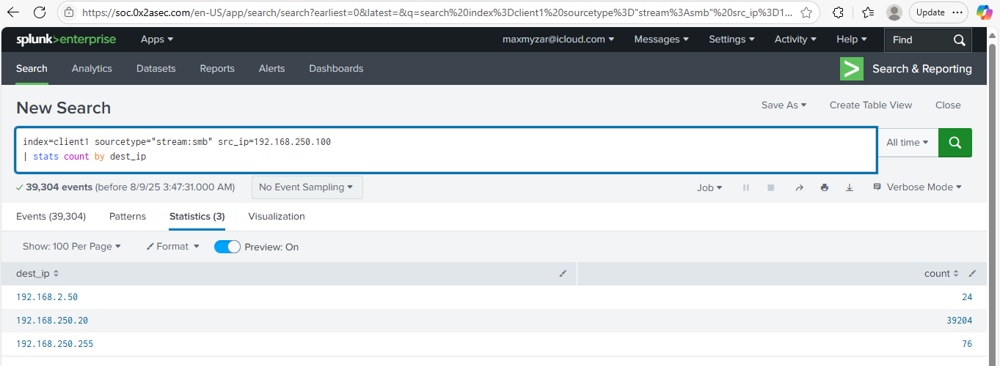 https://soc.0x2asec.com/en-US/app/search/search?earliest=0&latest=&q=search%20index%3Dclient1%20sourcetype%3D"stream%3Asmb"%20src_ip%3D1...
Update
splunk>enterprise Apps maxmyzar@icloud.com Messages Settings Activity Help Find
Search Analytics Datasets Reports Alerts Dashboards Search & Reporting
New Search Save As Create Table View Close
index=client1 sourcetype="stream:smb" src_ip=192.168.250.100
| stats count by dest_ip
All time
39,304 events (before 8/9/25 3:47:31.000 AM) No Event Sampling Job Verbose Mode
Events (39,304) Patterns Statistics (3) Visualization
Show: 100 Per Page Format Preview: On
dest_ip count
192.168.2.50 24
192.168.250.20 39204
192.168.250.255 76